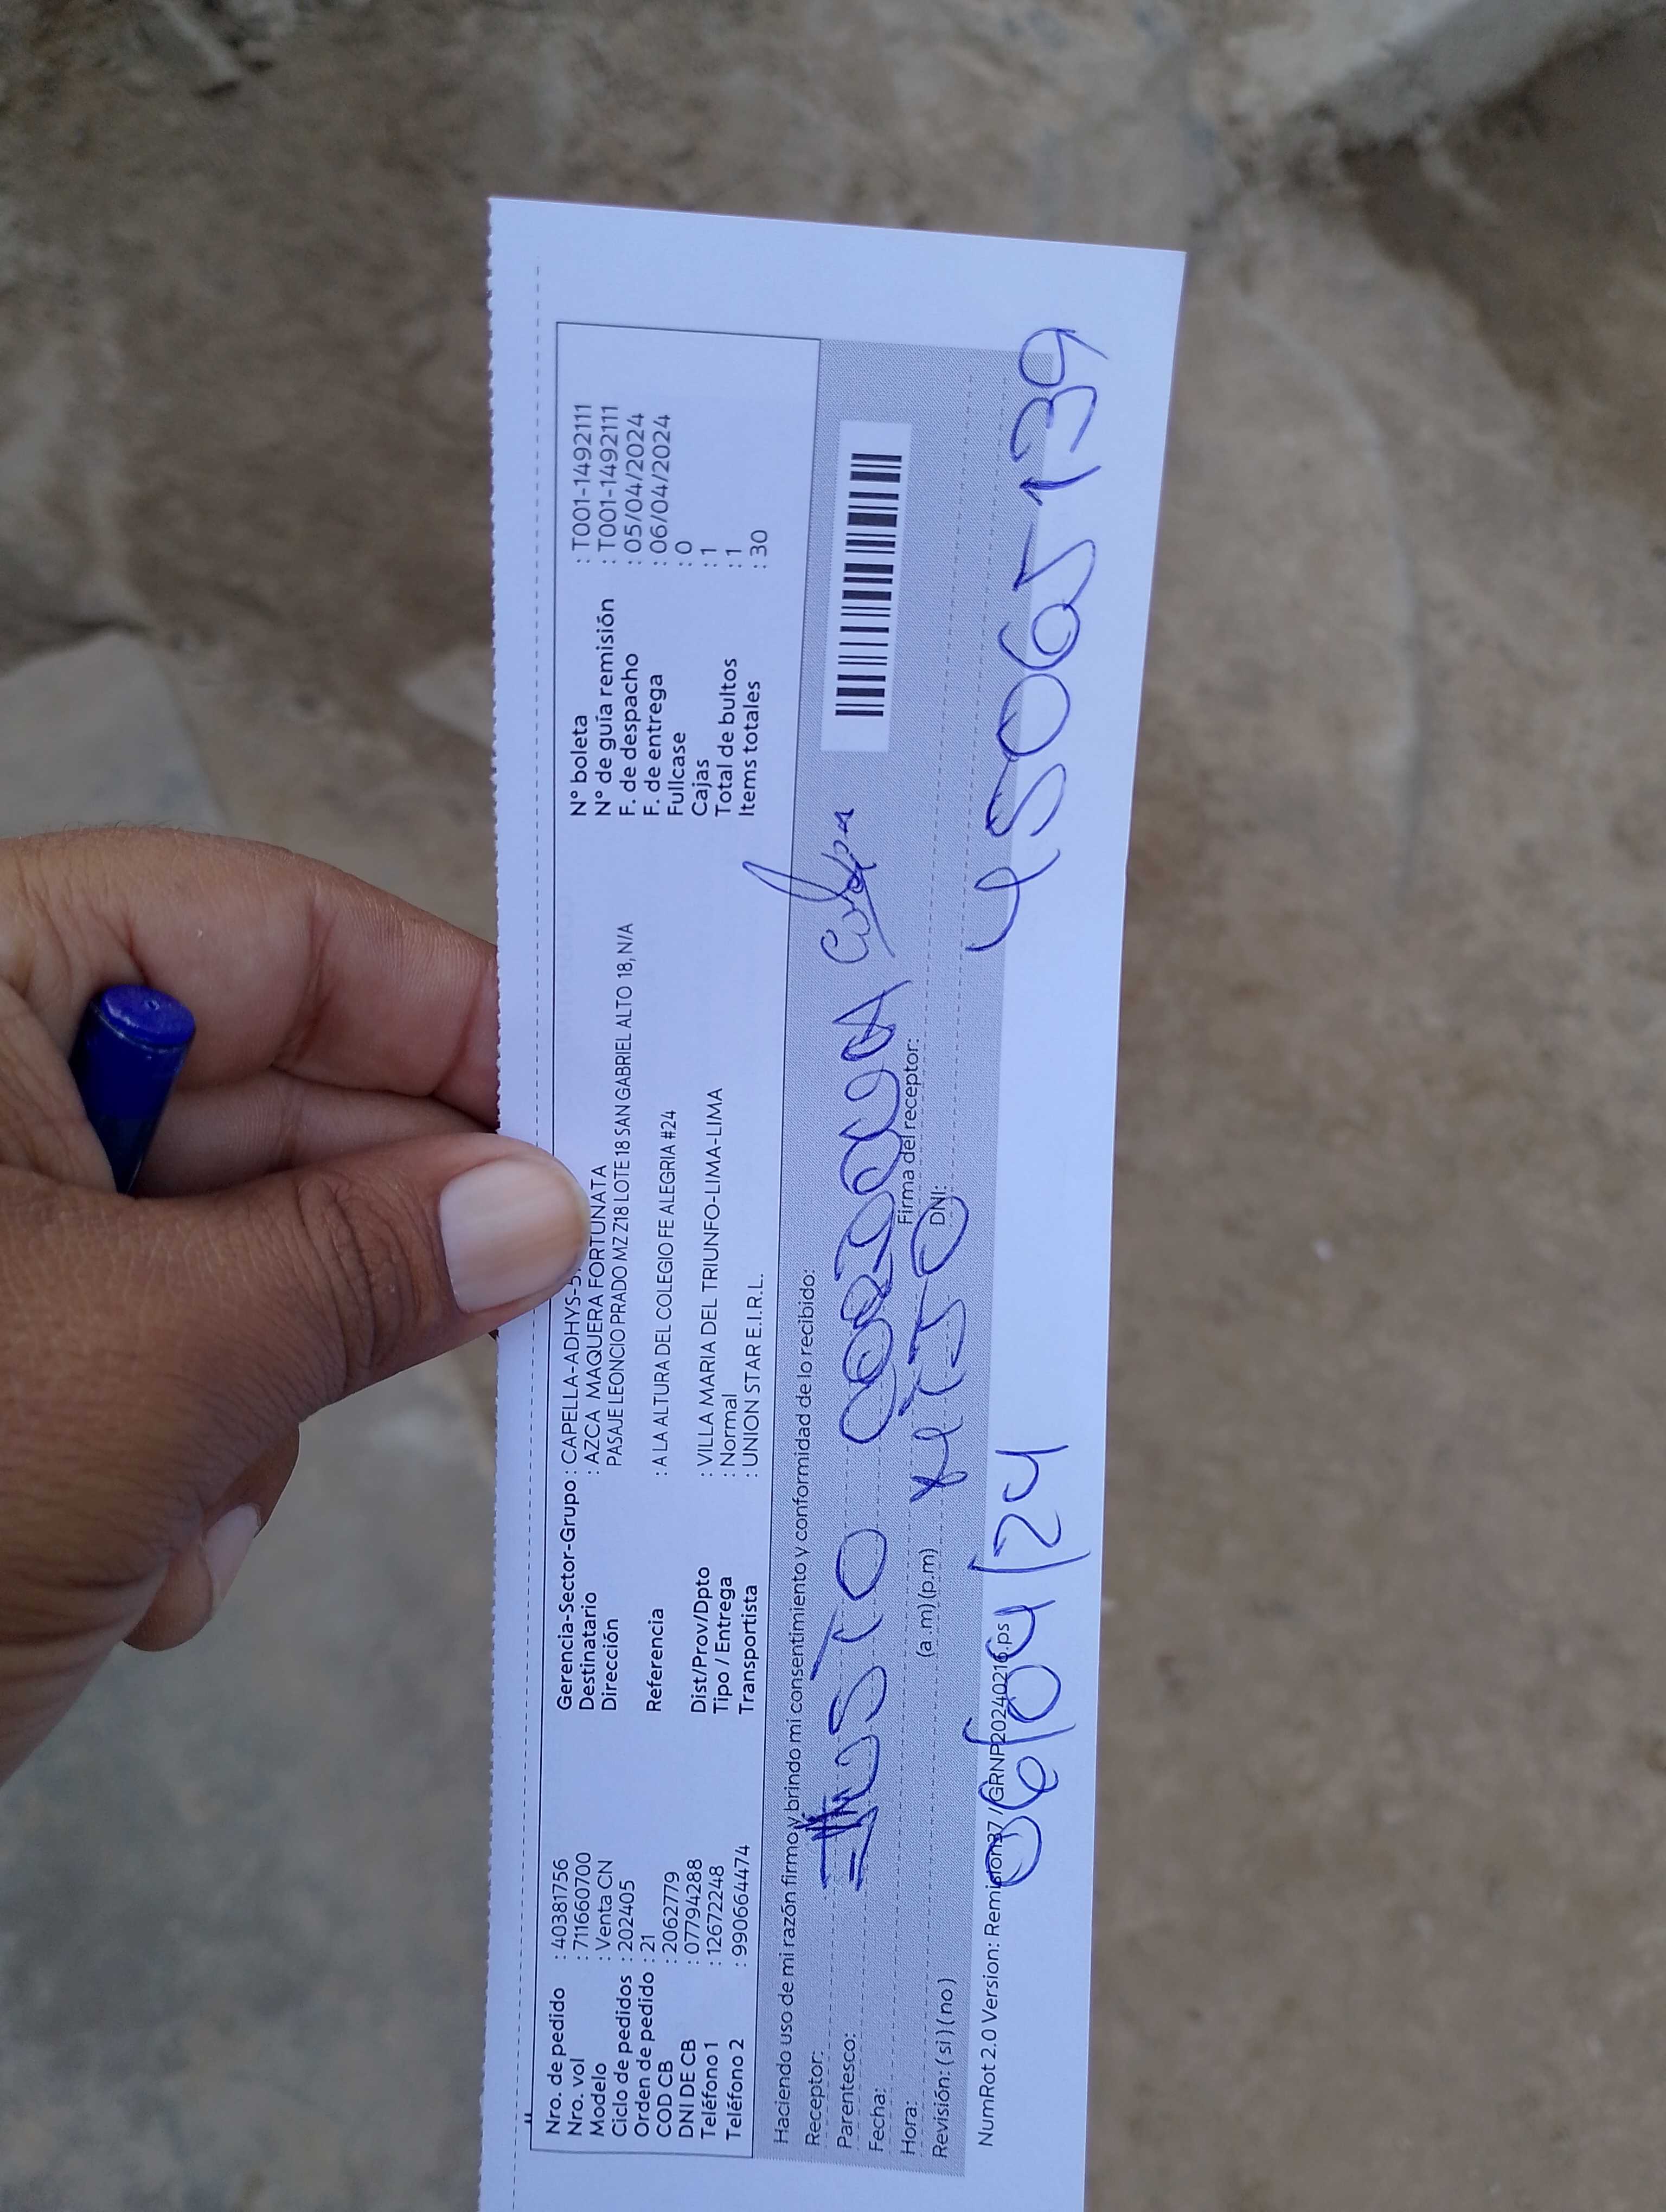 Nro. de pedido : 40381756
Nro. vol : 711660700
Modelo : Venta CN
Ciclo de pedidos : 202405
Orden de pedido : 21
COD CB : 2062779
DNI DE CB : 07794288
Teléfono 1 : 12672248
Teléfono 2 : 990664474
Gerencia-Sector-Grupo : CAPELLA-ADHYS-
Destinatario : AZCA MAQUERA FORTUNATA
Dirección PASAJE LEONCIO PRADO MZ Z18 LOTE 18 SAN GABRIEL ALTO 18, N/A
Referencia : A LA ALTURA DEL COLEGIO FE ALEGRIA #24
Dist/Prov/Dpto : VILLA MARIA DEL TRIUNFO-LIMA-LIMA
Tipo / Entrega : Normal
Transportista : UNION STAR E.I.R.L.
N° boleta : T001-1492111
N° de guía remisión : T001-1492111
F. de despacho : 05/04/2024
F. de entrega : 06/04/2024
Fullcase : 0
Cajas : 1
Total de bultos : 1
Items totales : 30
Haciendo uso de mi razón firmo y brindo mi consentimiento y conformidad de lo recibido:
Receptor:
Parentesco:
Fecha:
Hora: (a.m)(p.m)
Revisión: ( si ) ( no )
Firma del receptor:
DNI:
45065139
06/04/24
NumRot 2.0 Version: Remision37 / GRNP20240216.ps